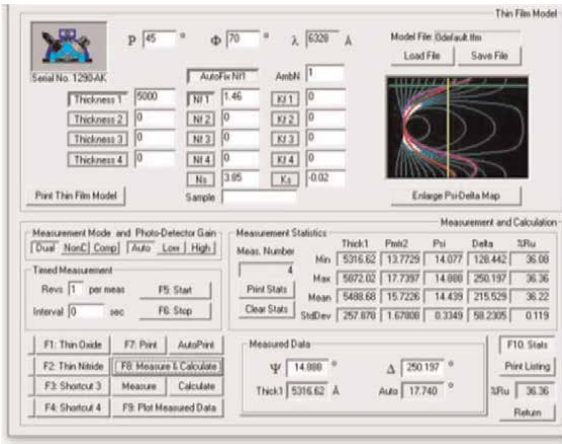 Thin Film Model
P 45 ° Φ 70 ° λ 6328 Å Model File: 0default.tfm
Load File Save File
Serial No. 1290-AK AutoFix Nf1 AmbN 1
Thickness 1 5000 Nf 1 1.46 Kf 1 0
Thickness 2 0 Nf 2 0 Kf 2 0
Thickness 3 0 Nf 3 0 Kf 3 0
Thickness 4 0 Nf 4 0 Kf 4 0
Ns 3.85 Ks -0.02
Print Thin Film Model Sample Enlarge Psi-Delta Map
Measurement and Calculation
Measurement Mode and Photo-Detector Gain
Dual NonC Comp Auto Low High
Timed Measurement
Revs 1 per meas F5: Start
Interval 0 sec F6: Stop
Measurement Statistics
Meas. Number Thick1 Psi Delta %Ru
4 Min 5316.62 13.7729 14.077 128.442 36.08
Max 5872.02 17.7397 14.888 250.197 36.36
Print Stats Mean 5488.68 15.7226 14.439 215.529 36.22
Clear Stats StdDev 257.878 1.67808 0.3349 58.2305 0.119
F1: Thin Oxide F7: Print AutoPrint
F2: Thin Nitride F8: Measure & Calculate
F3: Shortcut 3 Measure Calculate
F4: Shortcut 4 F9: Plot Measured Data
Measured Data
Ψ 14.888 ° Δ 250.197 °
Thick1 5316.62 Å Auto 17.740 °
F10: Stats
Print Listing
%Ru 36.36
Return